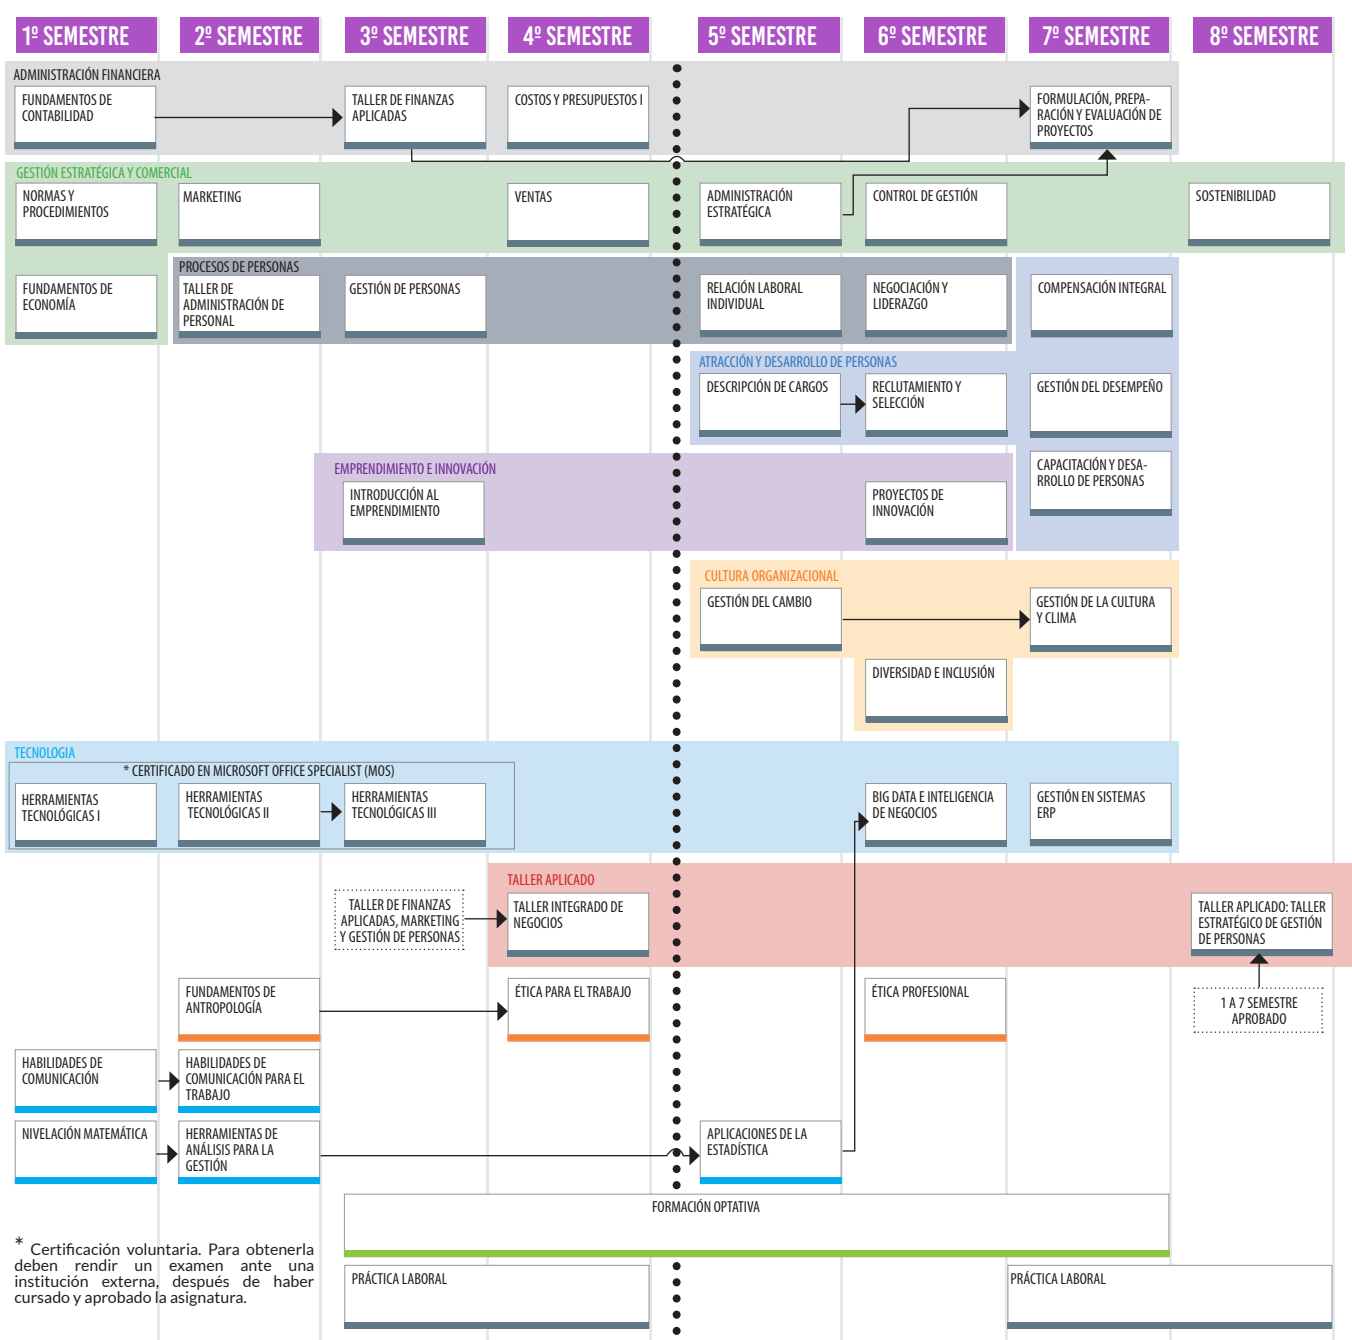 1º SEMESTRE
2º SEMESTRE
3º SEMESTRE
4º SEMESTRE
5º SEMESTRE
6º SEMESTRE
7º SEMESTRE
8º SEMESTRE
ADMINISTRACIÓN FINANCIERA
FUNDAMENTOS DE
CONTABILIDAD
TALLER DE FINANZAS
APLICADAS
COSTOS Y PRESUPUESTOS I
FORMULACIÓN, PREPA-
RACIÓN Y EVALUACIÓN DE
PROYECTOS
GESTIÓN ESTRATÉGICA Y COMERCIAL
NORMAS Y
PROCEDIMIENTOS
MARKETING
VENTAS
ADMINISTRACIÓN
ESTRATÉGICA
CONTROL DE GESTIÓN
SOSTENIBILIDAD
FUNDAMENTOS DE
ECONOMÍA
PROCESOS DE PERSONAS
TALLER DE
ADMINISTRACIÓN DE
PERSONAL
GESTIÓN DE PERSONAS
RELACIÓN LABORAL
INDIVIDUAL
NEGOCIACIÓN Y
LIDERAZGO
COMPENSACIÓN INTEGRAL
ATRACCIÓN Y DESARROLLO DE PERSONAS
DESCRIPCIÓN DE CARGOS
RECLUTAMIENTO Y
SELECCIÓN
GESTIÓN DEL DESEMPEÑO
CAPACITACIÓN Y DESA-
RROLLO DE PERSONAS
EMPRENDIMIENTO E INNOVACIÓN
INTRODUCCIÓN AL
EMPRENDIMIENTO
PROYECTOS DE
INNOVACIÓN
CULTURA ORGANIZACIONAL
GESTIÓN DEL CAMBIO
GESTIÓN DE LA CULTURA
Y CLIMA
DIVERSIDAD E INCLUSIÓN
TECNOLOGIA
* CERTIFICADO EN MICROSOFT OFFICE SPECIALIST (MOS)
HERRAMIENTAS
TECNOLÓGICAS I
HERRAMIENTAS
TECNOLÓGICAS II
HERRAMIENTAS
TECNOLÓGICAS III
BIG DATA E INTELIGENCIA
DE NEGOCIOS
GESTIÓN EN SISTEMAS
ERP
TALLER APLICADO
TALLER DE FINANZAS
APLICADAS, MARKETING
Y GESTIÓN DE PERSONAS
TALLER INTEGRADO DE
NEGOCIOS
TALLER APLICADO: TALLER
ESTRATÉGICO DE GESTIÓN
DE PERSONAS
FUNDAMENTOS DE
ANTROPOLOGÍA
ÉTICA PARA EL TRABAJO
ÉTICA PROFESIONAL
1 A 7 SEMESTRE
APROBADO
HABILIDADES DE
COMUNICACIÓN
HABILIDADES DE
COMUNICACIÓN PARA EL
TRABAJO
NIVELACIÓN MATEMÁTICA
HERRAMIENTAS DE
ANÁLISIS PARA LA
GESTIÓN
APLICACIONES DE LA
ESTADÍSTICA
FORMACIÓN OPTATIVA
* Certificación voluntaria. Para obtenerla
deben rendir un examen ante una
institución externa, después de haber
cursado y aprobado la asignatura.
PRÁCTICA LABORAL
PRÁCTICA LABORAL